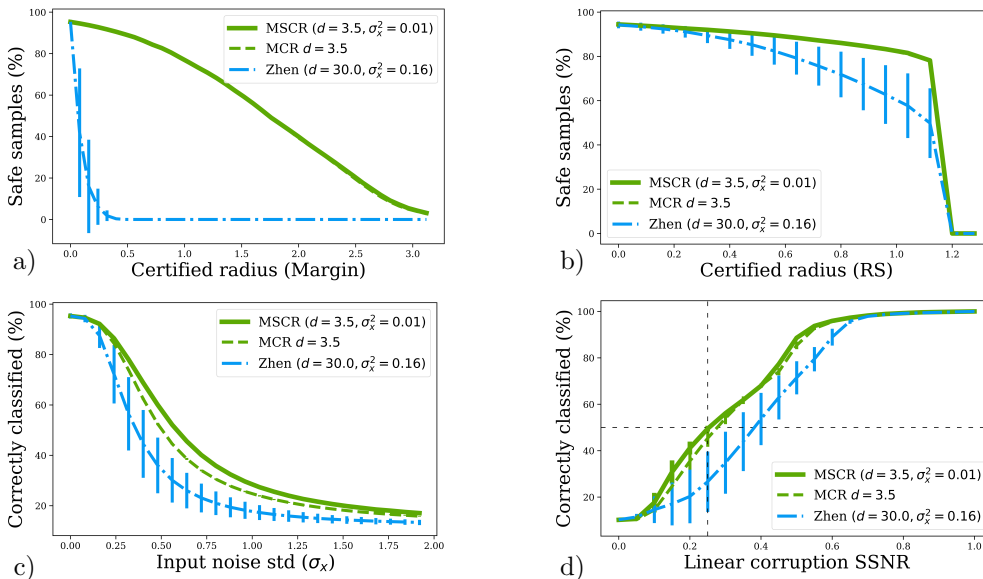 100
80
60
40
20
0
Safe samples (%)
MSCR (d = 3.5, σ²ₓ = 0.01)
MCR d = 3.5
Zhen (d = 30.0, σ²ₓ = 0.16)
0.0 0.5 1.0 1.5 2.0 2.5 3.0
a) Certified radius (Margin)
100
80
60
40
20
0
Safe samples (%)
MSCR (d = 3.5, σ²ₓ = 0.01)
MCR d = 3.5
Zhen (d = 30.0, σ²ₓ = 0.16)
0.0 0.2 0.4 0.6 0.8 1.0 1.2
b) Certified radius (RS)
100
80
60
40
20
Correctly classified (%)
MSCR (d = 3.5, σ²ₓ = 0.01)
MCR d = 3.5
Zhen (d = 30.0, σ²ₓ = 0.16)
0.00 0.25 0.50 0.75 1.00 1.25 1.50 1.75 2.00
c) Input noise std (σₓ)
100
80
60
40
20
Correctly classified (%)
MSCR (d = 3.5, σ²ₓ = 0.01)
MCR d = 3.5
Zhen (d = 30.0, σ²ₓ = 0.16)
0.0 0.2 0.4 0.6 0.8 1.0
d) Linear corruption SSNR